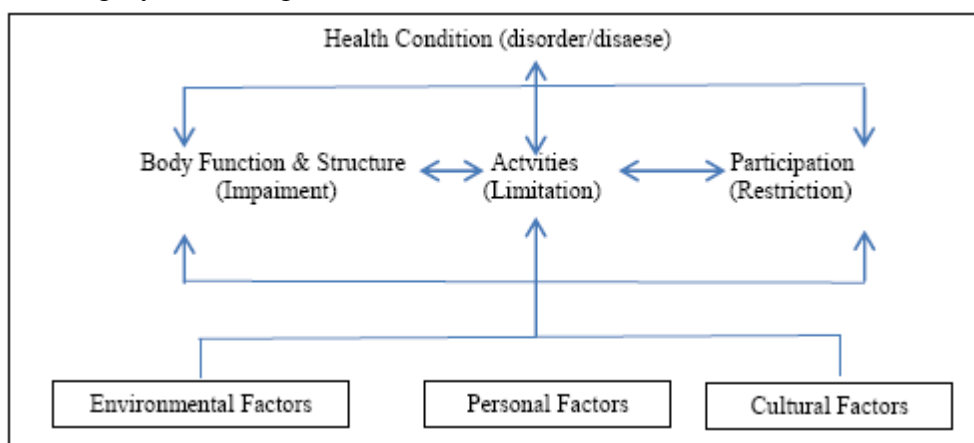 Health Condition (disorder/disaese)
Body Function & Structure
(Impaiment)
Actvities
(Limitation)
Participation
(Restriction)
Environmental Factors
Personal Factors
Cultural Factors